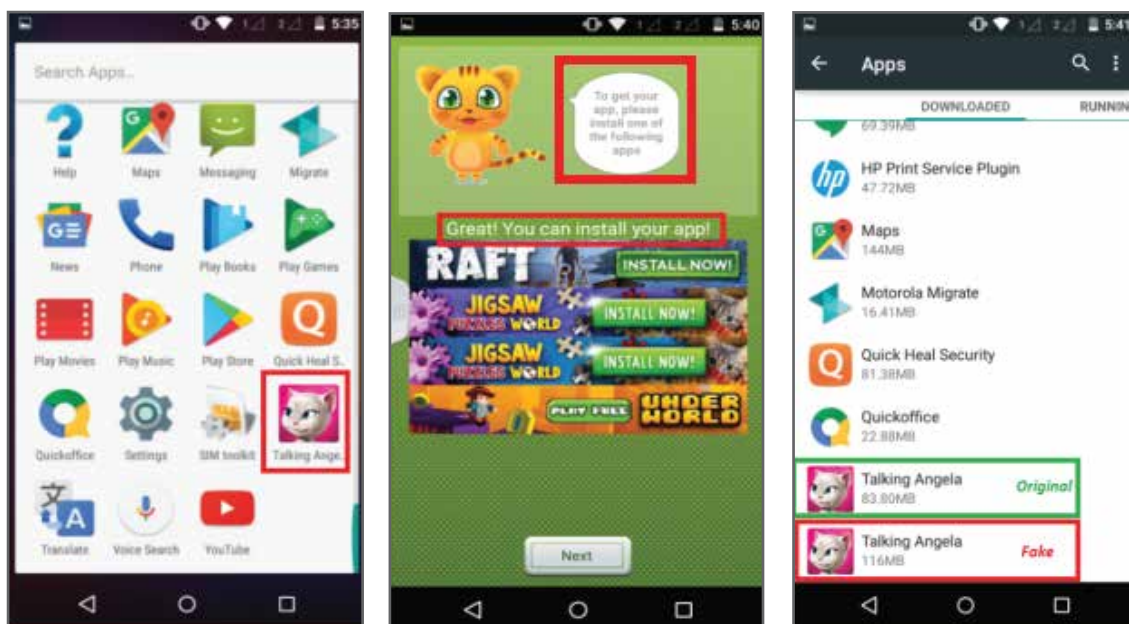 5:35
Search Apps..
Help
Maps
Messaging
Migrate
News
Phone
Play Books
Play Games
Play Movies
Play Music
Play Store
Quick Heal S..
Quickoffice
Settings
SIM toolkit
Talking Ange..
Translate
Voice Search
YouTube
5:40
To get your
app, please
install one of
the following
apps
Great! You can install your app!
RAFT
INSTALL NOW!
JIGSAW
PUZZLES WORLD
INSTALL NOW!
JIGSAW
PUZZLES WORLD
INSTALL NOW!
PLAY FREE
UNDER
WORLD
Next
5:41
Apps
DOWNLOADED
RUNNIN
69.39MB
HP Print Service Plugin
47.72MB
Maps
144MB
Motorola Migrate
16.41MB
Quick Heal Security
81.38MB
Quickoffice
22.88MB
Talking Angela
83.80MB
Original
Talking Angela
116MB
Fake